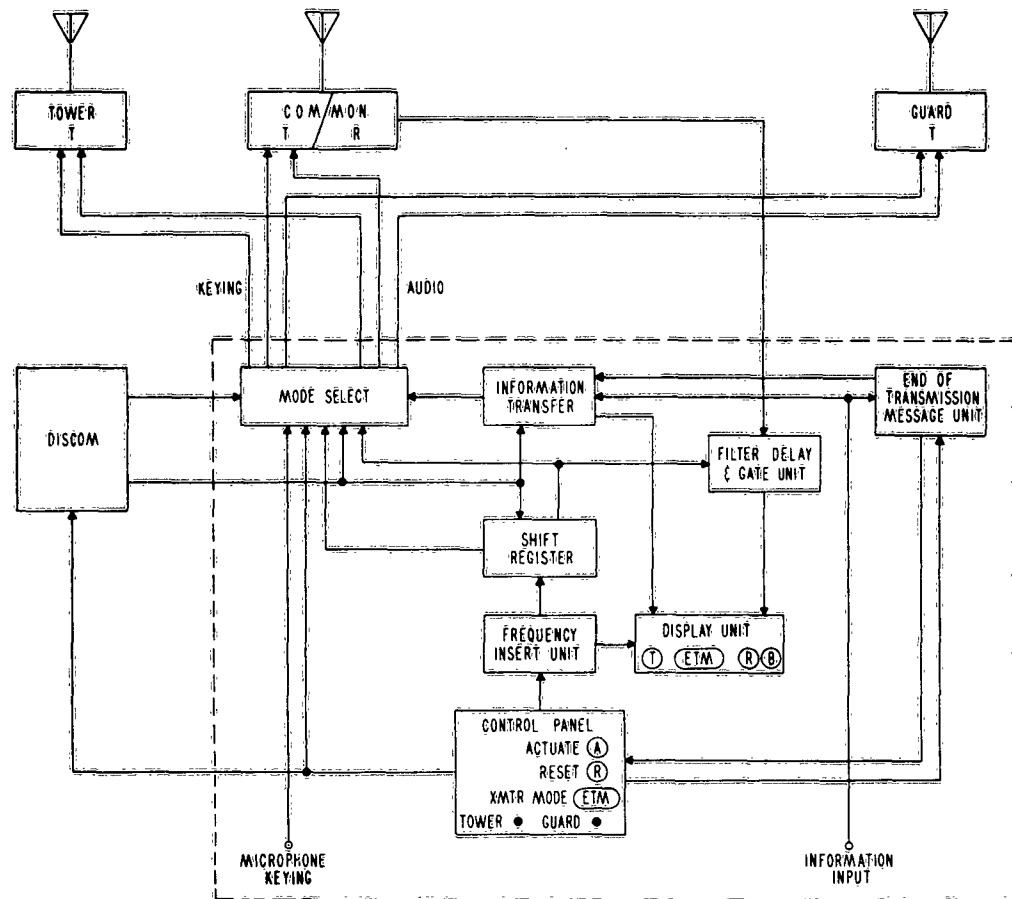 TOWER
T
COMMON
T R
GUARD
T
KEYING
AUDIO
DISCOM
MODE SELECT
INFORMATION
TRANSFER
END OF
TRANSMISSION
MESSAGE UNIT
FILTER DELAY
& GATE UNIT
SHIFT
REGISTER
FREQUENCY
INSERT UNIT
DISPLAY UNIT
T ETM R B
CONTROL PANEL
ACTUATE A
RESET R
XMTR MODE ETM
TOWER GUARD
MICROPHONE
KEYING
INFORMATION
INPUT